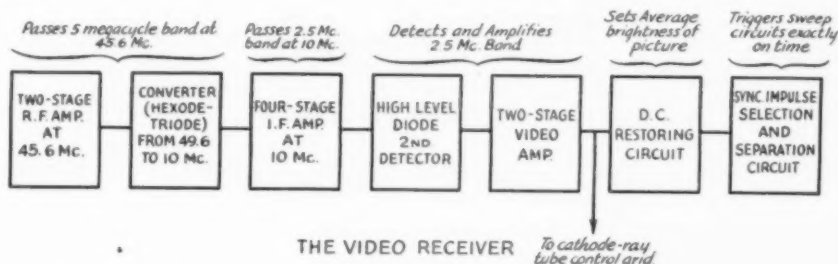 Passes 5 megacycle band at
45.6 Mc.
Passes 2.5 Mc.
band at 10 Mc.
Detects and Amplifies
2.5 Mc. Band
Sets Average
brightness of
picture
Triggers sweep
circuits exactly
on time
TWO-STAGE
R.F. AMP.
AT
45.6 Mc.
CONVERTER
(HEXODE-
TRIODE)
FROM 49.6
TO 10 Mc.
FOUR-STAGE
I.F. AMP.
AT
10 Mc.
HIGH LEVEL
DIODE
2ND
DETECTOR
TWO-STAGE
VIDEO
AMP.
D.C.
RESTORING
CIRCUIT
SYNC IMPULSE
SELECTION
AND
SEPARATION
CIRCUIT
THE VIDEO RECEIVER
To cathode-ray
tube control grid